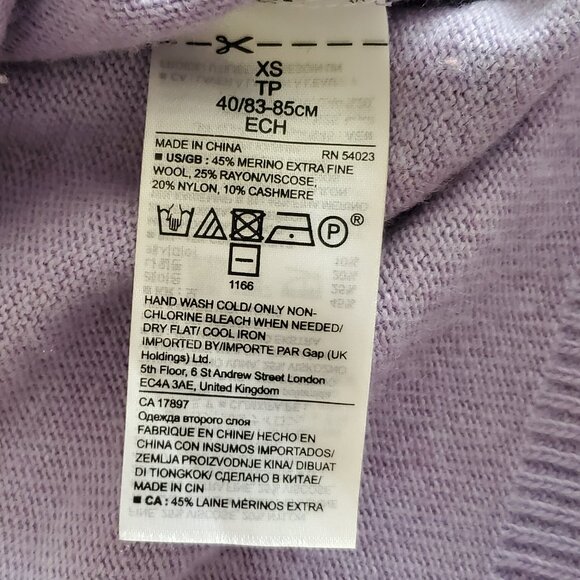 XS
TP
40/83-85CM
ECH
MADE IN CHINA RN 54023
■ US/GB : 45% MERINO EXTRA FINE
WOOL, 25% RAYON/VISCOSE,
20% NYLON, 10% CASHMERE
P®
1166
HAND WASH COLD/ ONLY NON-
CHLORINE BLEACH WHEN NEEDED/
DRY FLAT/ COOL IRON
IMPORTED BY/IMPORTE PAR Gap (UK
Holdings) Ltd.
5th Floor, 6 St Andrew Street London
EC4A 3AE, United Kingdom
CA 17897
Одежда второго слоя
FABRIQUE EN CHINE/ HECHO EN
CHINA CON INSUMOS IMPORTADOS/
ZEMLJA PROIZVODNJE KINA/ DIBUAT
DI TIONGKOK/ СДЕЛАНО В КИТАЕ/
MADE IN CIN
■ CA : 45% LAINE MÉRINOS EXTRA